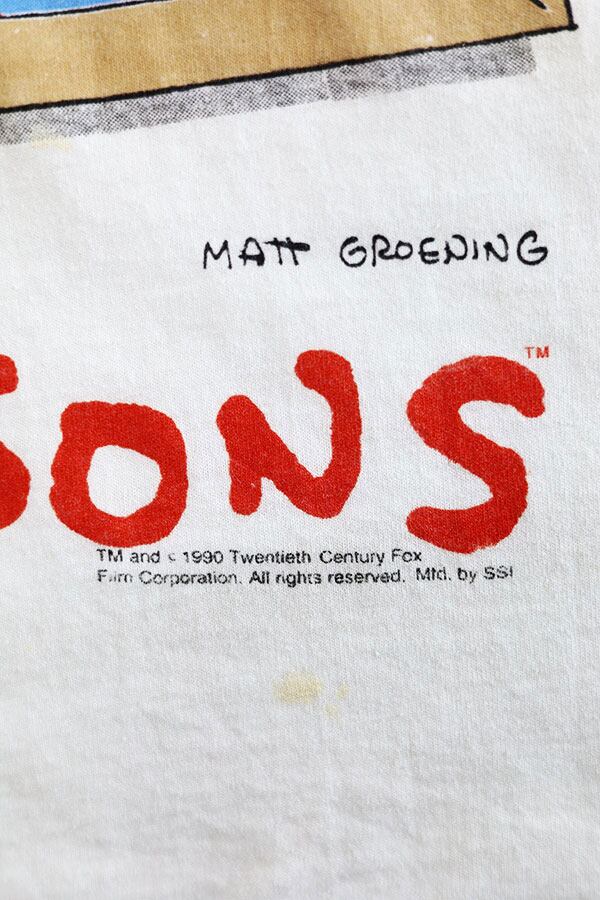 MATT GROENING
SONS™
TM and © 1990 Twentieth Century Fox
Film Corporation. All rights reserved. Mfd. by SSI